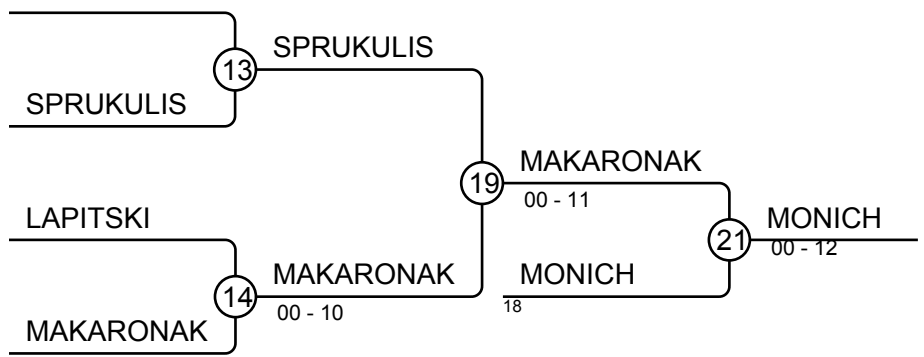 SPRUKULIS
13
SPRUKULIS
MAKARONAK
19
00 - 11
LAPITSKI
MONICH
21
00 - 12
MAKARONAK
14
00 - 10
MONICH
18
MAKARONAK